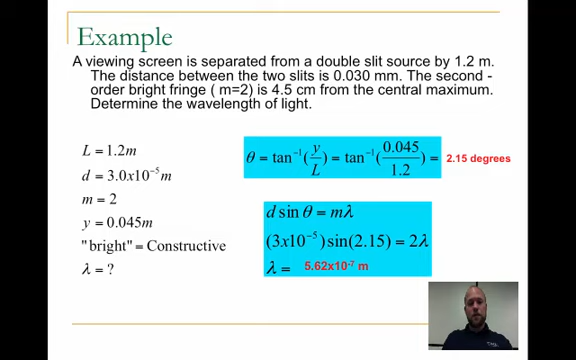 Example
A viewing screen is separated from a double slit source by 1.2 m.
The distance between the two slits is 0.030 mm. The second -
order bright fringe ( m=2) is 4.5 cm from the central maximum.
Determine the wavelength of light.
L = 1.2m
d = 3.0x10⁻⁵m
m = 2
y = 0.045m
"bright" = Constructive
λ = ?
θ = tan⁻¹(y/L) = tan⁻¹(0.045/1.2) = 2.15 degrees
d sin θ = mλ
(3x10⁻⁵)sin(2.15) = 2λ
λ = 5.62x10⁻⁷ m